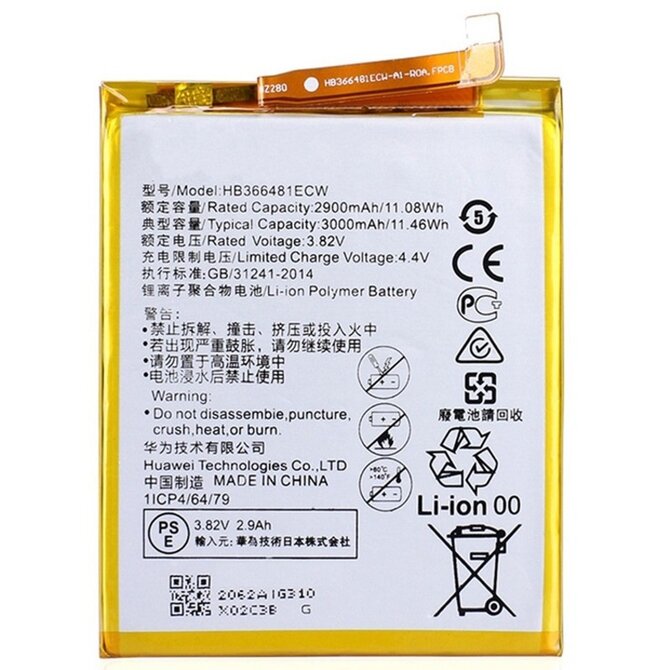 HB366481ECW-A1-R0A.FPCB
Z280
型号/Model:HB366481ECW
额定容量/Rated Capacity:2900mAh/11.08Wh
典型容量/Typical Capacity:3000mAh/11.46Wh
额定电压/Rated Voltage:3.82V
充电限制电压/Limited Charge Voltage:4.4V
执行标准:GB/31241-2014
锂离子聚合物电池/Li-ion Polymer Battery
5
CE
警告:
•禁止拆解、撞击、挤压或投入火中
•若出现严重鼓胀，请勿继续使用
•请勿置于高温环境中
•电池浸水后禁止使用
Warning:
•Do not disassembie,puncture,
crush,heat,or burn.
廢電池請回收
华为技术有限公司
Huawei Technologies Co.,LTD
中国制造 MADE IN CHINA
1ICP4/64/79
>60°C
>140°F
Li-ion 00
PS
E
3.82V 2.9Ah
輸入元: 華為技術日本株式会社
2062AIG310
X02C3B G